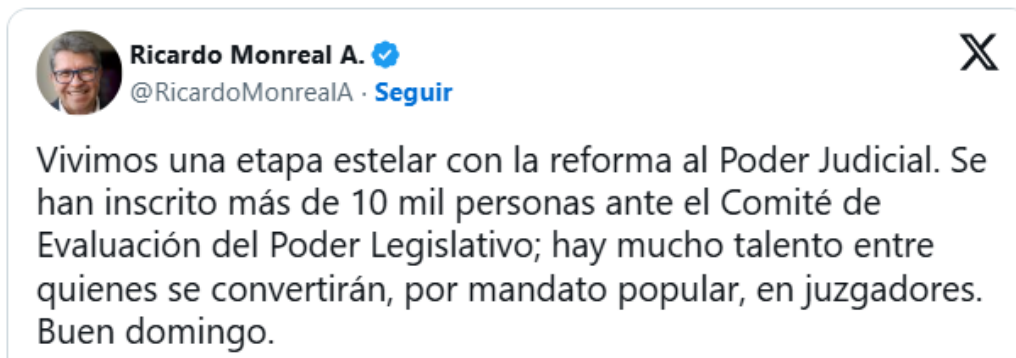 Ricardo Monreal A.
@RicardoMonrealA · Seguir
Vivimos una etapa estelar con la reforma al Poder Judicial. Se
han inscrito más de 10 mil personas ante el Comité de
Evaluación del Poder Legislativo; hay mucho talento entre
quienes se convertirán, por mandato popular, en juzgadores.
Buen domingo.